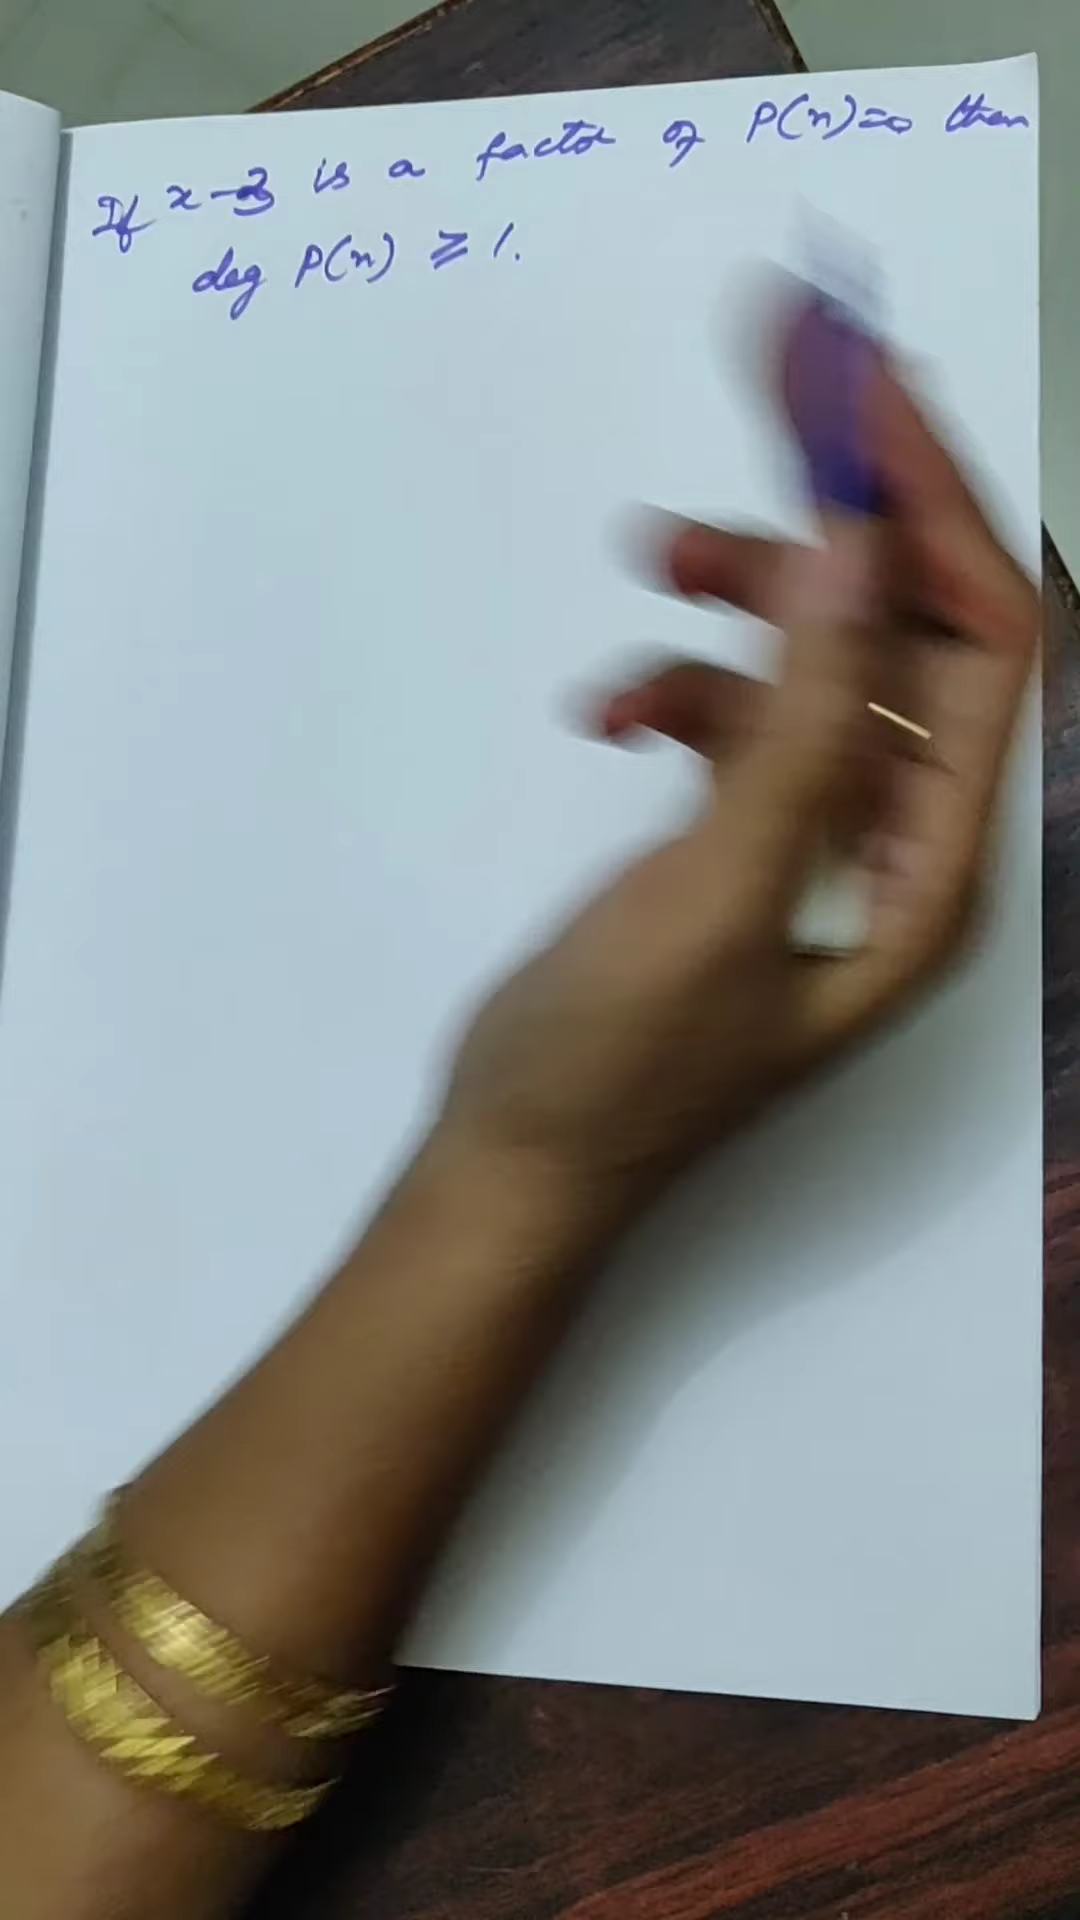 If x-3 is a factor of P(x)=0 then
deg P(x) ≥ 1.